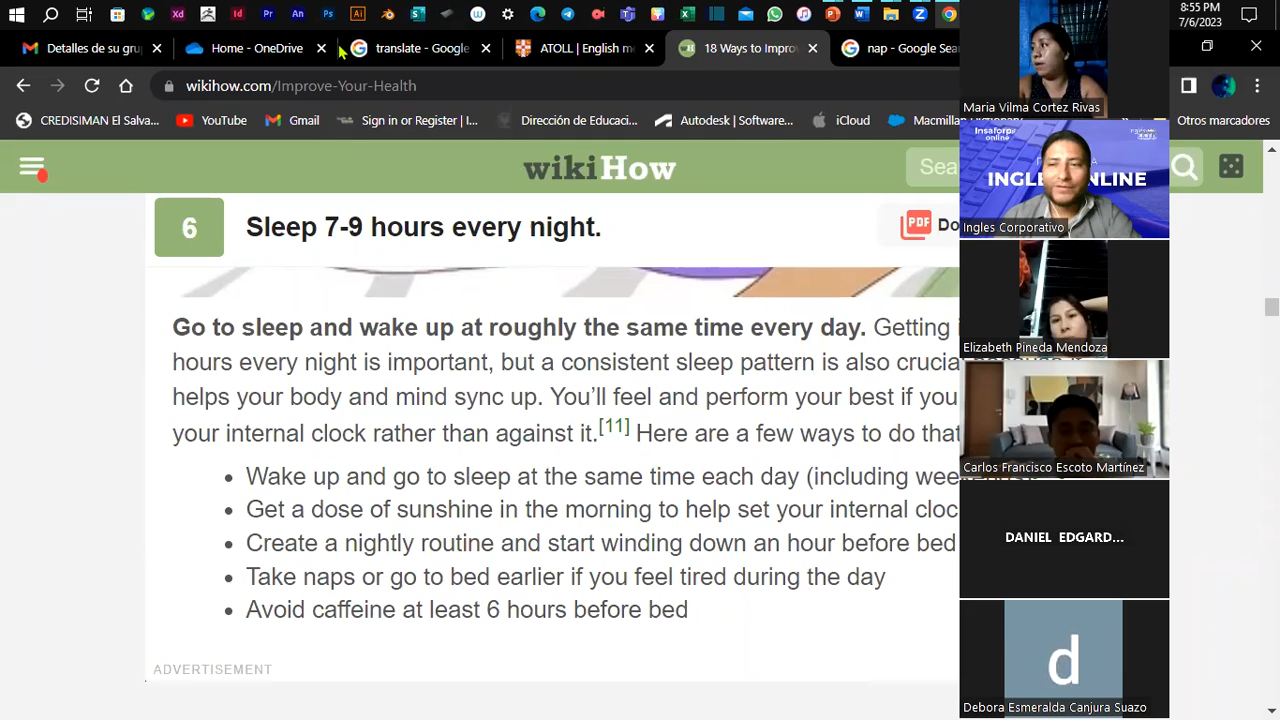 8:55 PM
7/6/2023
Detalles de su gru
Home - OneDrive
translate - Google
ATOLL | English m
18 Ways to Impro
nap - Google Sea
wikihow.com/Improve-Your-Health
CREDISIMAN El Salva...
YouTube
Gmail
Sign in or Register | I...
Dirección de Educaci...
Autodesk | Software...
iCloud
Macmillan Dictionary
Otros marcadores
wikiHow
Sea
6
Sleep 7-9 hours every night.
PDF
Do
Go to sleep and wake up at roughly the same time every day. Getting
hours every night is important, but a consistent sleep pattern is also crucia
helps your body and mind sync up. You'll feel and perform your best if you
your internal clock rather than against it.[11] Here are a few ways to do that
Wake up and go to sleep at the same time each day (including
Get a dose of sunshine in the morning to help set your internal cloc
Create a nightly routine and start winding down an hour before bed
Take naps or go to bed earlier if you feel tired during the day
Avoid caffeine at least 6 hours before bed
ADVERTISEMENT
Maria Vilma Cortez Rivas
Insaforp
online
INGLE ONLINE
Ingles Corporativo
Elizabeth Pineda Mendoza
Carlos Francisco Escoto Martínez
DANIEL EDGARD...
d
Debora Esmeralda Canjura Suazo